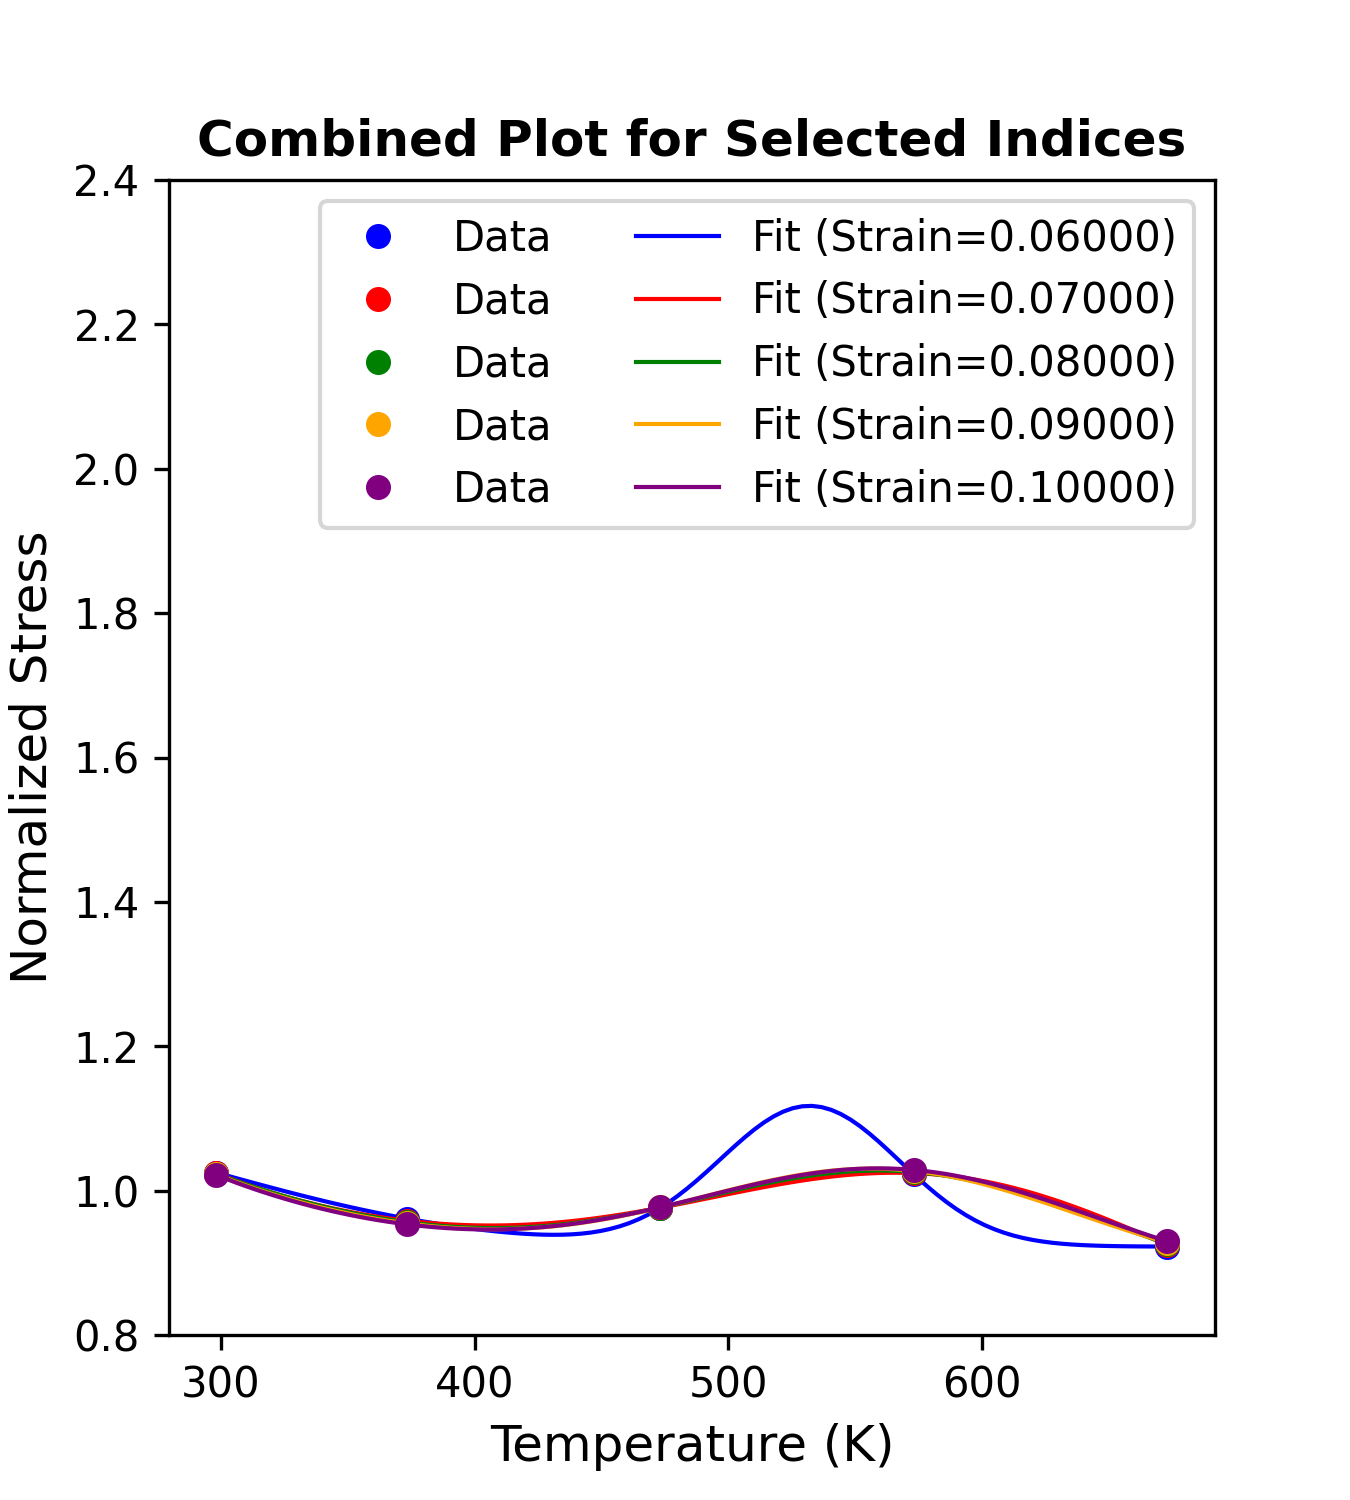 Combined Plot for Selected Indices
2.4
2.2
2.0
1.8
1.6
1.4
1.2
1.0
0.8
Normalized Stress
Data Fit (Strain=0.06000)
Data Fit (Strain=0.07000)
Data Fit (Strain=0.08000)
Data Fit (Strain=0.09000)
Data Fit (Strain=0.10000)
300 400 500 600
Temperature (K)